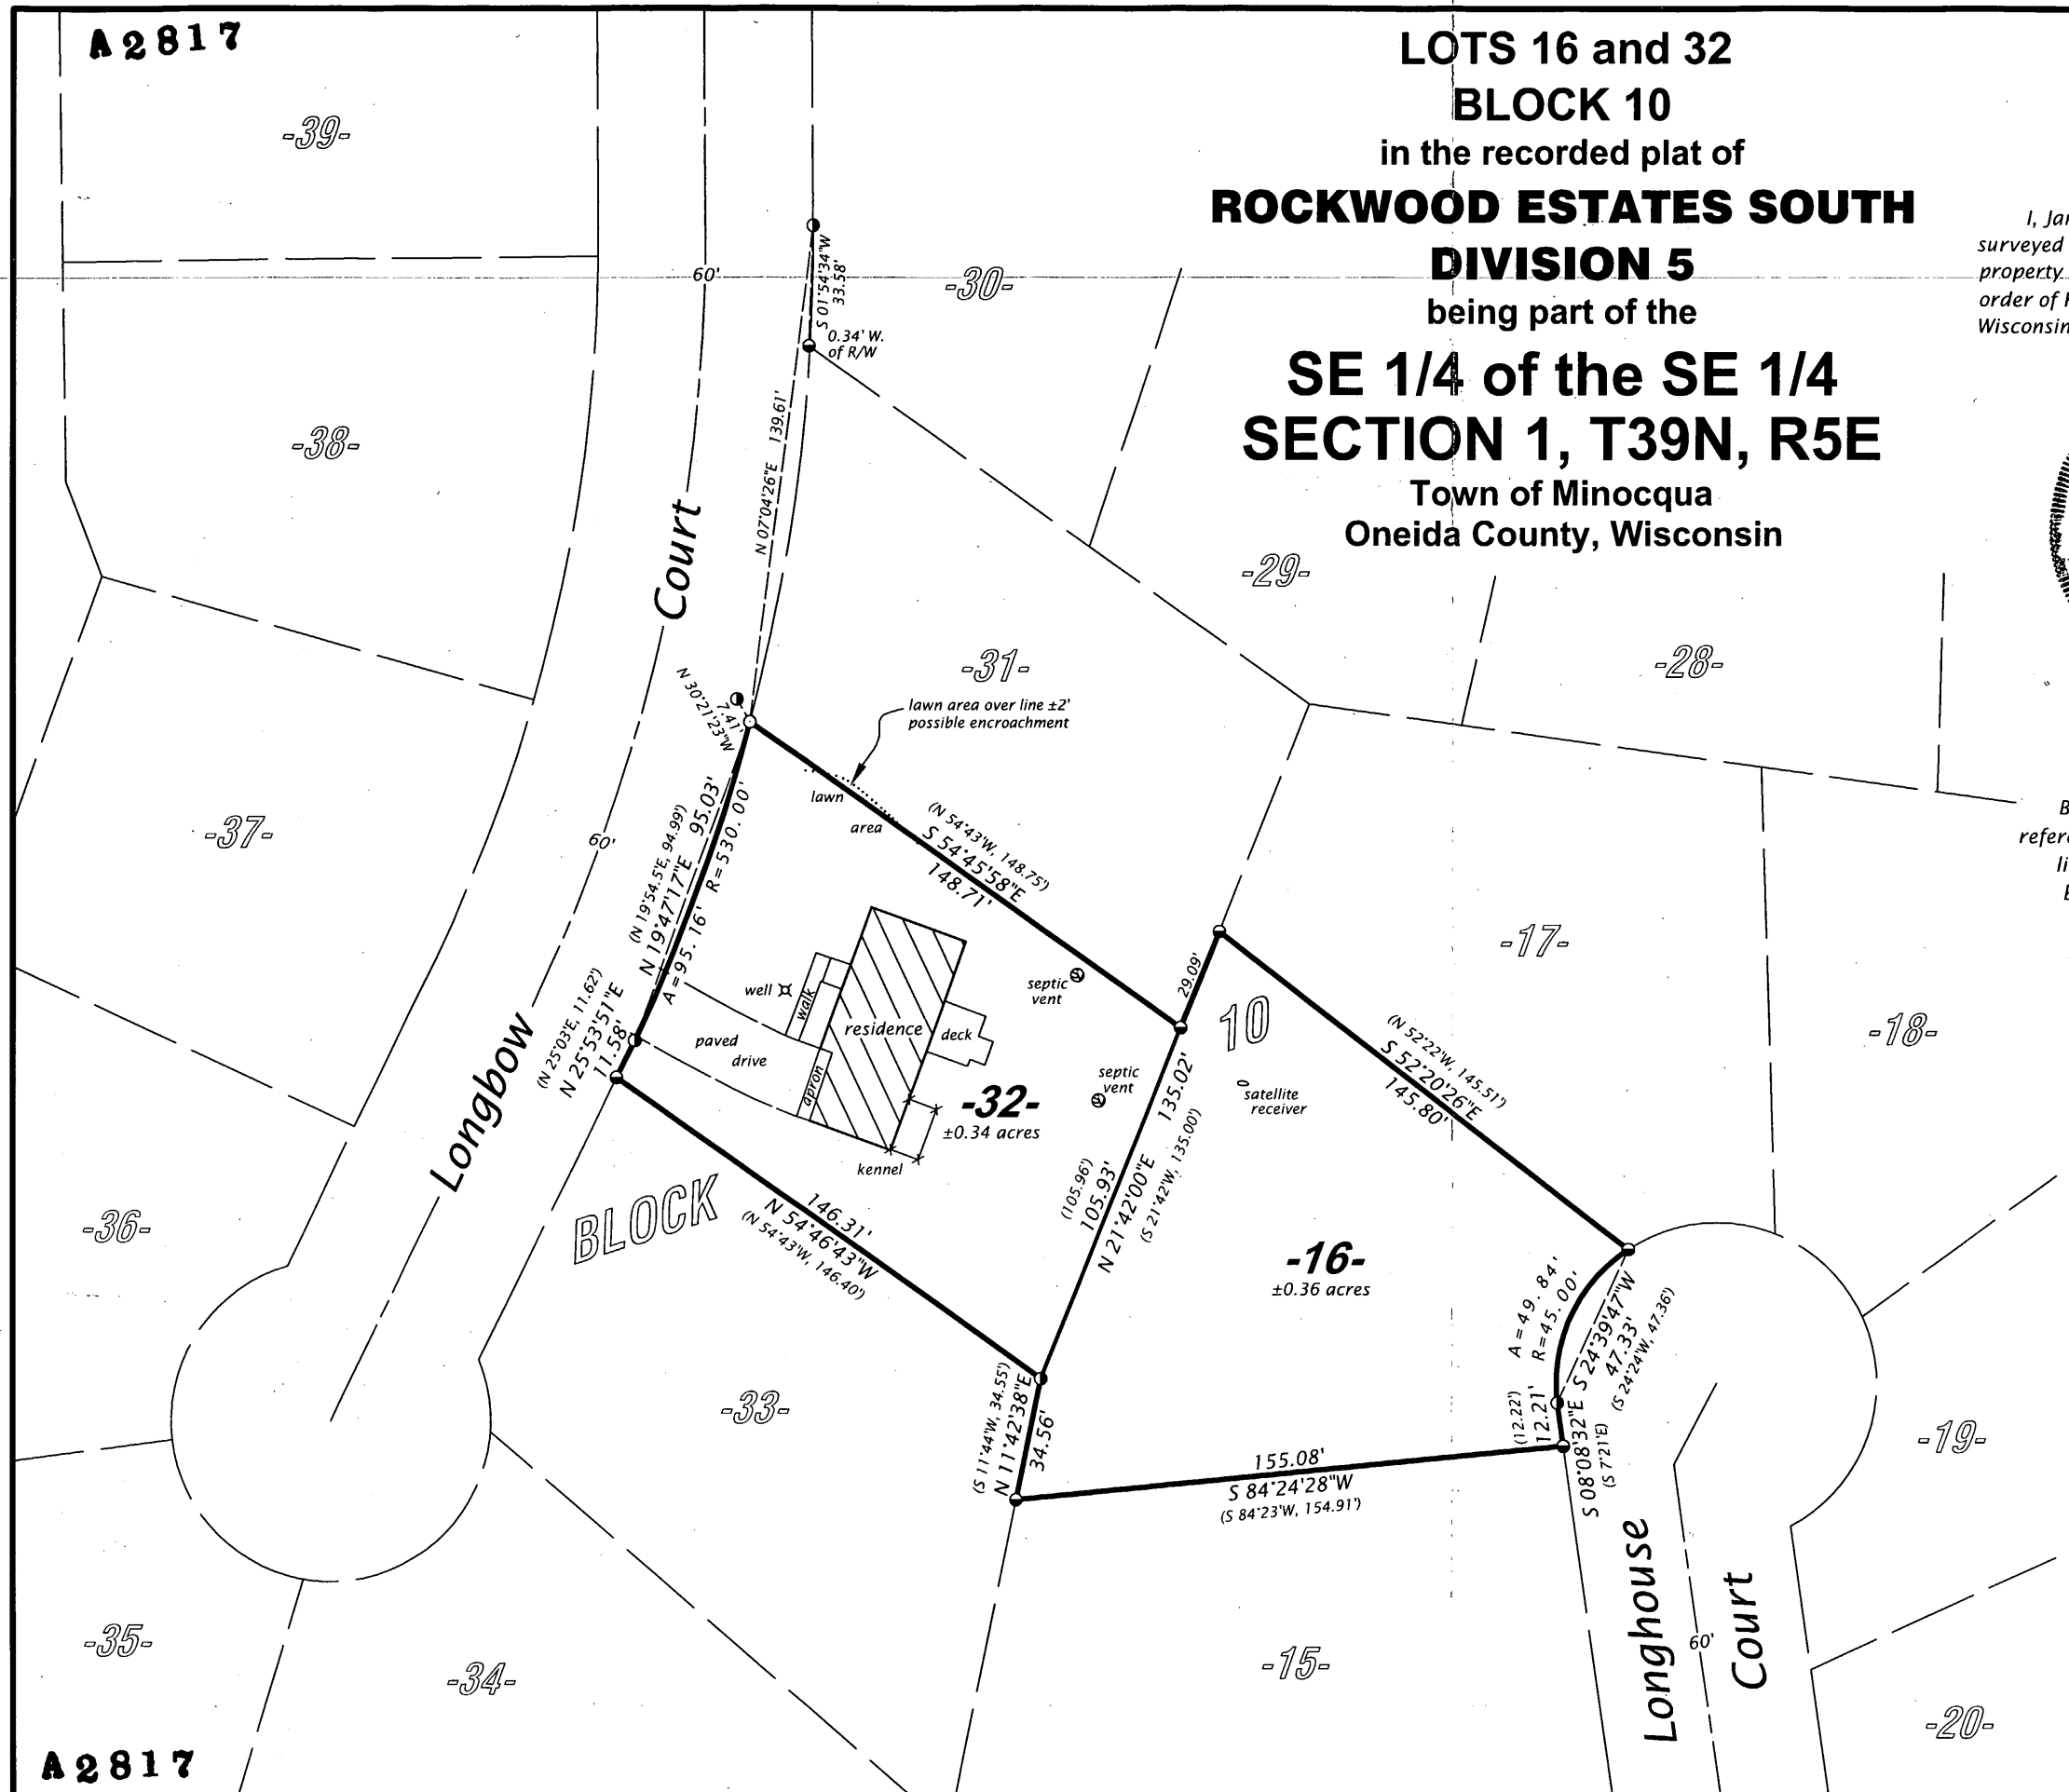 A2817
LOTS 16 and 32
BLOCK 10
in the recorded plat of
ROCKWOOD ESTATES SOUTH
DIVISION 5
being part of the
SE 1/4 of the SE 1/4
SECTION 1, T39N, R5E
Town of Minocqua
Oneida County, Wisconsin
I, Jar
surveyed
property
order of
Wisconsin
-39-
60'
S 01°54'34"W
33.58'
0.34' W.
of R/W
-30-
-38-
N 07°04'26"E 139.61'
Court
-29-
-28-
-31-
N 30°21'23"W
7.41'
lawn area over line ±2'
possible encroachment
lawn
area
-37-
60'
(N 19°54.5'E, 94.99')
N 19°47'17"E 95.03'
A=95.16' R=530.00'
(N 54°43'W, 148.75')
S 54°45'58"E
148.71'
B
refere
li
-17-
-18-
29.09'
10
septic
vent
well
walk
residence
deck
paved
drive
apron
(N 25°03'E, 11.62')
N 25°53'51"E
11.58'
Longbow
septic
vent
135.02'
satellite
receiver
(N 52°22'W, 145.51')
S 52°20'26"E
145.80'
-32-
±0.34 acres
kennel
(105.96')
105.93'
N 21°42'00"E
(S 21°42'W, 135.00')
BLOCK
-36-
146.31'
N 54°46'43"W
(N 54°43'W, 146.40')
-16-
±0.36 acres
A=49.84'
R=45.00'
S 24°39'47"W
47.33'
(S 24°24'W, 47.36')
(12.22')
12.21'
S 08°08'32"E
(S 7°21'E)
-33-
(S 11°44'W, 34.55')
N 11°42'38"E
34.56'
155.08'
S 84°24'28"W
(S 84°23'W, 154.91')
-19-
Longhouse
60'
Court
-35-
-34-
-15-
-20-
A2817